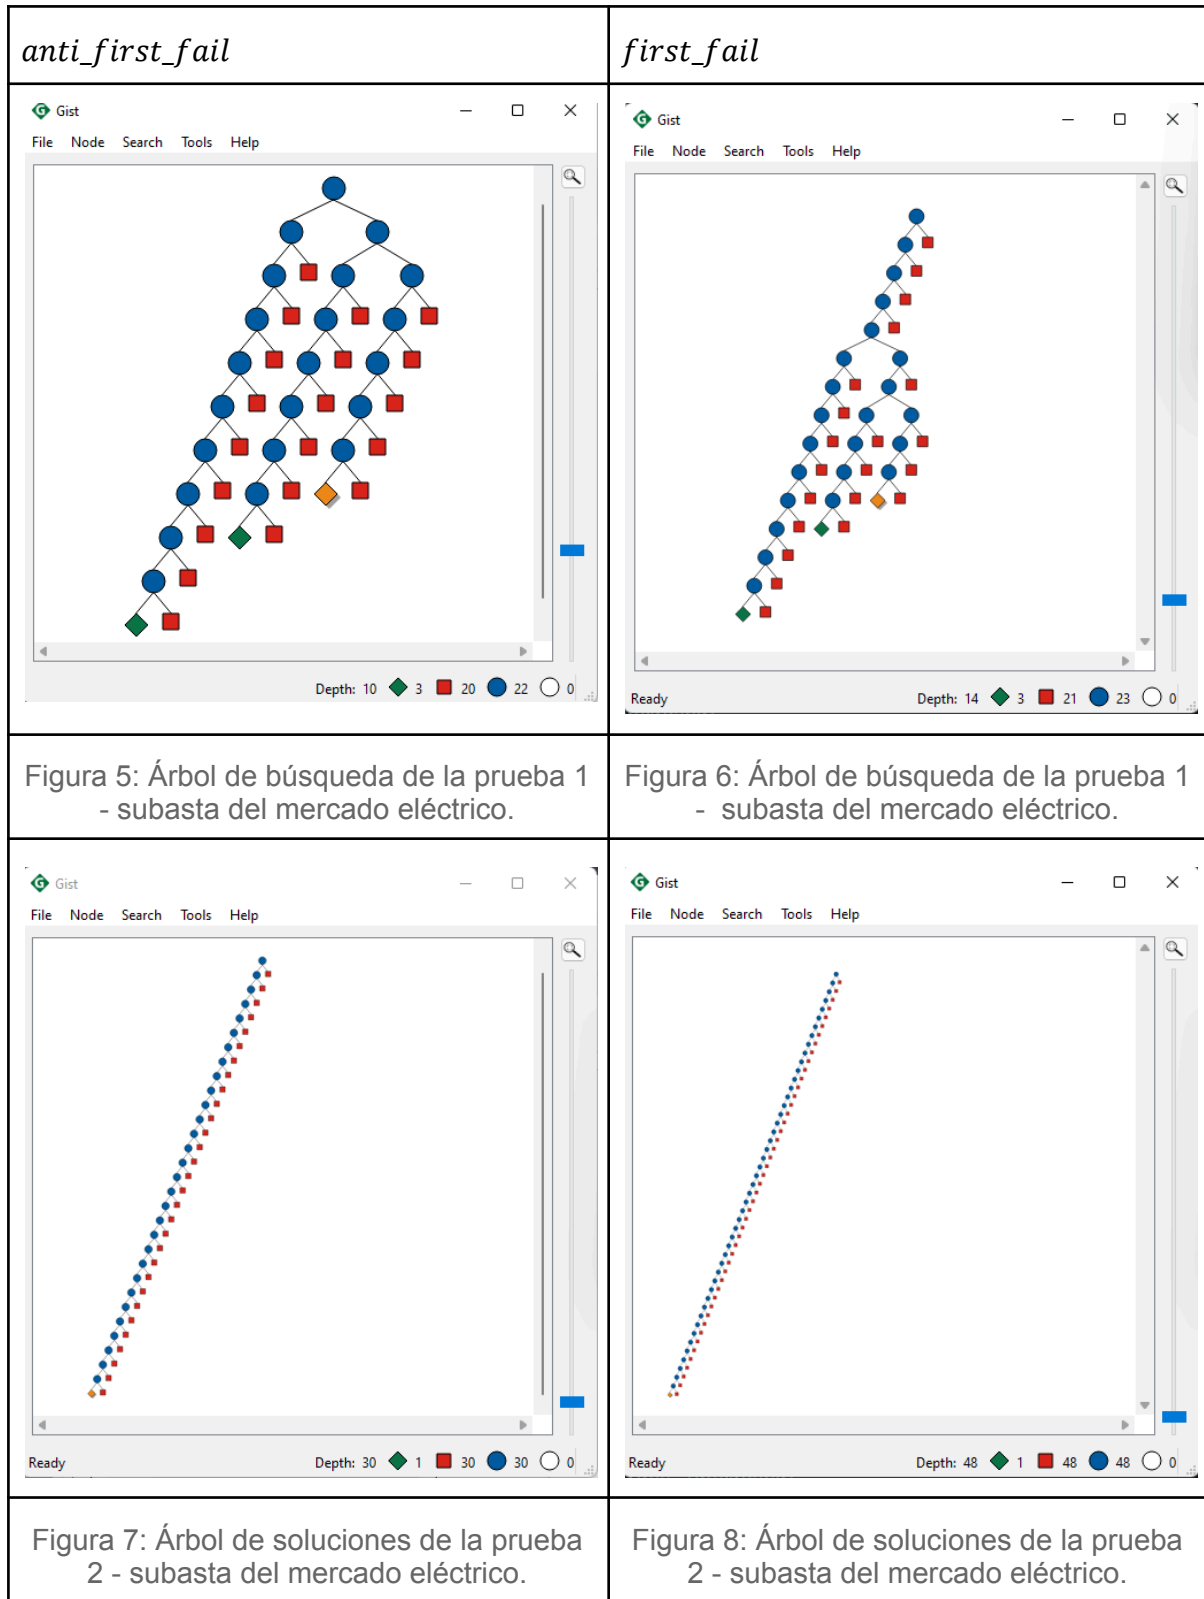 anti_first_fail
first_fail
Gist
File Node Search Tools Help
Depth: 10 3 20 22 0
Gist
File Node Search Tools Help
Ready Depth: 14 3 21 23 0
Figura 5: Árbol de búsqueda de la prueba 1
- subasta del mercado eléctrico.
Figura 6: Árbol de búsqueda de la prueba 1
- subasta del mercado eléctrico.
Gist
File Node Search Tools Help
Ready Depth: 30 1 30 30 0
Gist
File Node Search Tools Help
Ready Depth: 48 1 48 48 0
Figura 7: Árbol de soluciones de la prueba
2 - subasta del mercado eléctrico.
Figura 8: Árbol de soluciones de la prueba
2 - subasta del mercado eléctrico.